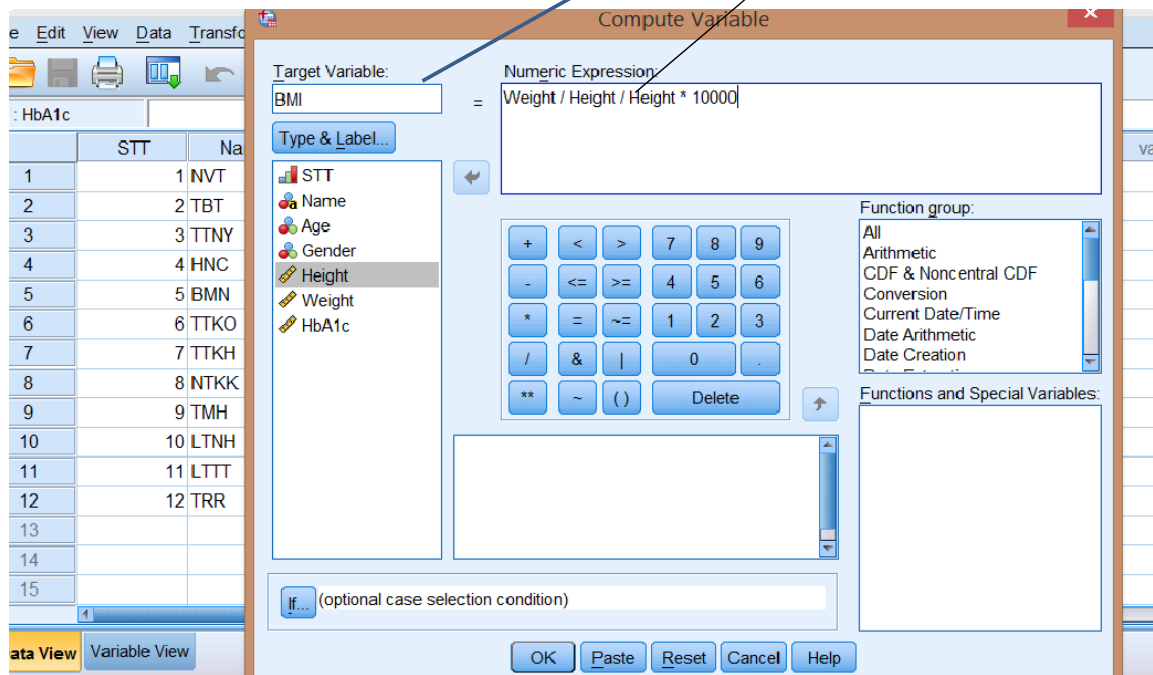 Compute Variable
e Edit View Data Transfo
: HbA1c
STT Na
1 1 NVT
2 2 TBT
3 3 TTNY
4 4 HNC
5 5 BMN
6 6 TTKO
7 7 TTKH
8 8 NTKK
9 9 TMH
10 10 LTNH
11 11 LTTT
12 12 TRR
13
14
15
ata View Variable View
Target Variable:
BMI
=
Numeric Expression:
Weight / Height / Height * 10000
Type & Label...
STT
Name
Age
Gender
Height
Weight
HbA1c
+ < > 7 8 9
- <= >= 4 5 6
* = ~= 1 2 3
/ & | 0 .
** ~ ( ) Delete
Function group:
All
Arithmetic
CDF & Noncentral CDF
Conversion
Current Date/Time
Date Arithmetic
Date Creation
Functions and Special Variables:
If... (optional case selection condition)
OK Paste Reset Cancel Help
va